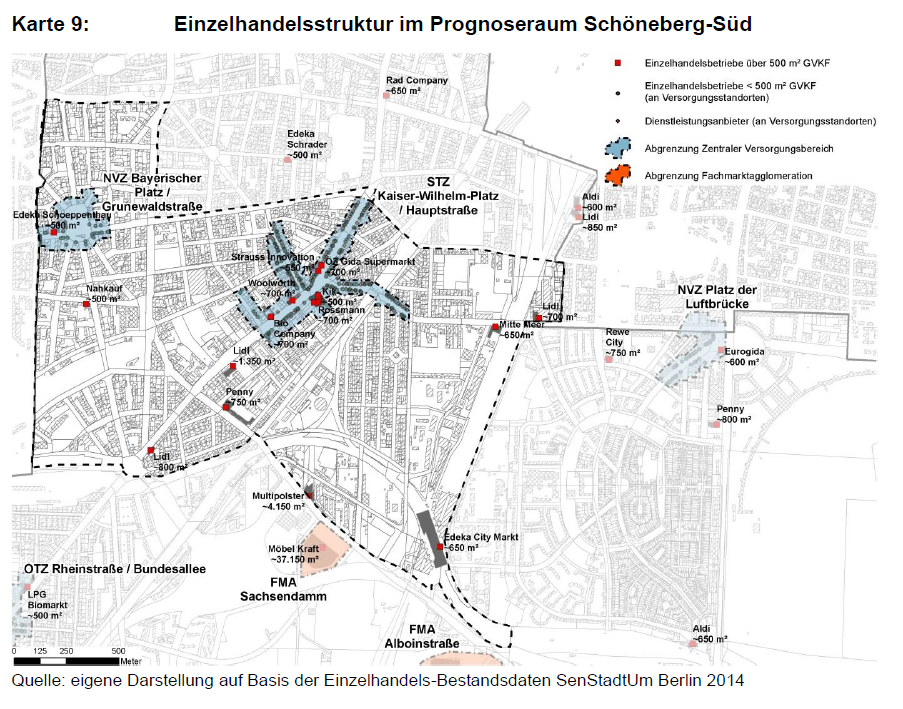 Karte 9: Einzelhandelsstruktur im Prognoseraum Schöneberg-Süd
Einzelhandelsbetriebe über 500 m² GVKF
Einzelhandelsbetriebe < 500 m² GVKF
(an Versorgungsstandorten)
Dienstleistungsanbieter (an Versorgungsstandorten)
Abgrenzung Zentraler Versorgungsbereich
Abgrenzung Fachmarktagglomeration
Rad Company
~650 m²
Edeka
Schrader
~500 m²
NVZ Bayerischer
Platz /
Grunewaldstraße
STZ
Kaiser-Wilhelm-Platz
/ Hauptstraße
Aldi
~600 m²
Lidl
~850 m²
Edeka Schoeppenthau
~500 m²
Strauss Innovation
~650 m²
Öz Gida Supermarkt
~700 m²
Woolworth
~700 m²
Kik
~500 m²
Rossmann
~700 m²
Nahkauf
~500 m²
NVZ Platz der
Luftbrücke
Bio
Company
~700 m²
Lidl
~700 m²
Mitte Meer
~650 m²
Rewe
City
~750 m²
Eurogida
~600 m²
Lidl
~1.350 m²
Penny
~750 m²
Penny
~800 m²
Lidl
~800 m²
Multipolster
~4.150 m²
Möbel Kraft
~37.150 m²
Edeka City Markt
~650 m²
OTZ Rheinstraße / Bundesallee
FMA
Sachsendamm
LPG
Biomarkt
~500 m²
FMA
Alboinstraße
Aldi
~650 m²
0 125 250 500
Meter
Quelle: eigene Darstellung auf Basis der Einzelhandels-Bestandsdaten SenStadtUm Berlin 2014